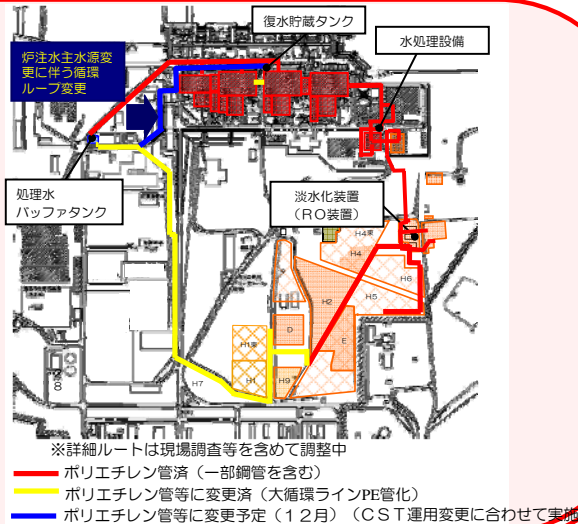 復水貯蔵タンク
水処理設備
炉注水主水源変
更に伴う循環
ループ変更
処理水
バッファタンク
淡水化装置
(RO装置)
H4東
H4
H6
H5
H2
D
E
H1東
H1
H9
H7
8
※詳細ルートは現場調査等を含めて調整中
ポリエチレン管済（一部鋼管を含む）
ポリエチレン管等に変更済（大循環ラインPE管化）
ポリエチレン管等に変更予定（１２月）（ＣＳＴ運用変更に合わせて実施